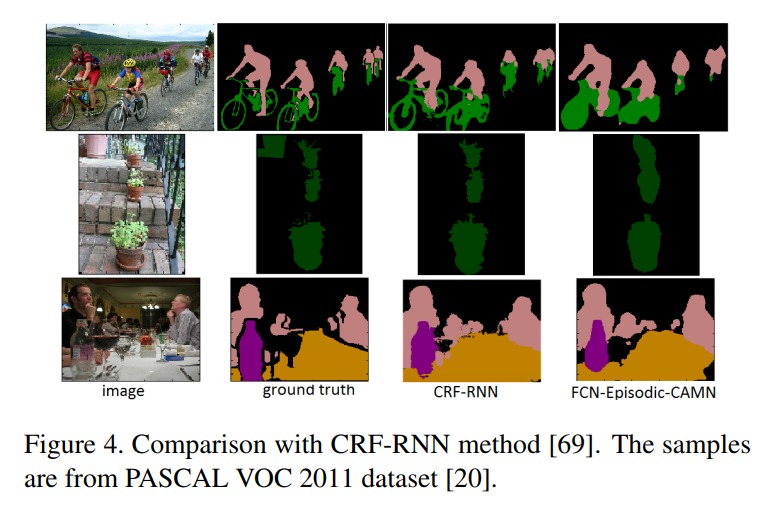 image
ground truth
CRF-RNN
FCN-Episodic-CAMN
Figure 4. Comparison with CRF-RNN method [69]. The samples
are from PASCAL VOC 2011 dataset [20].